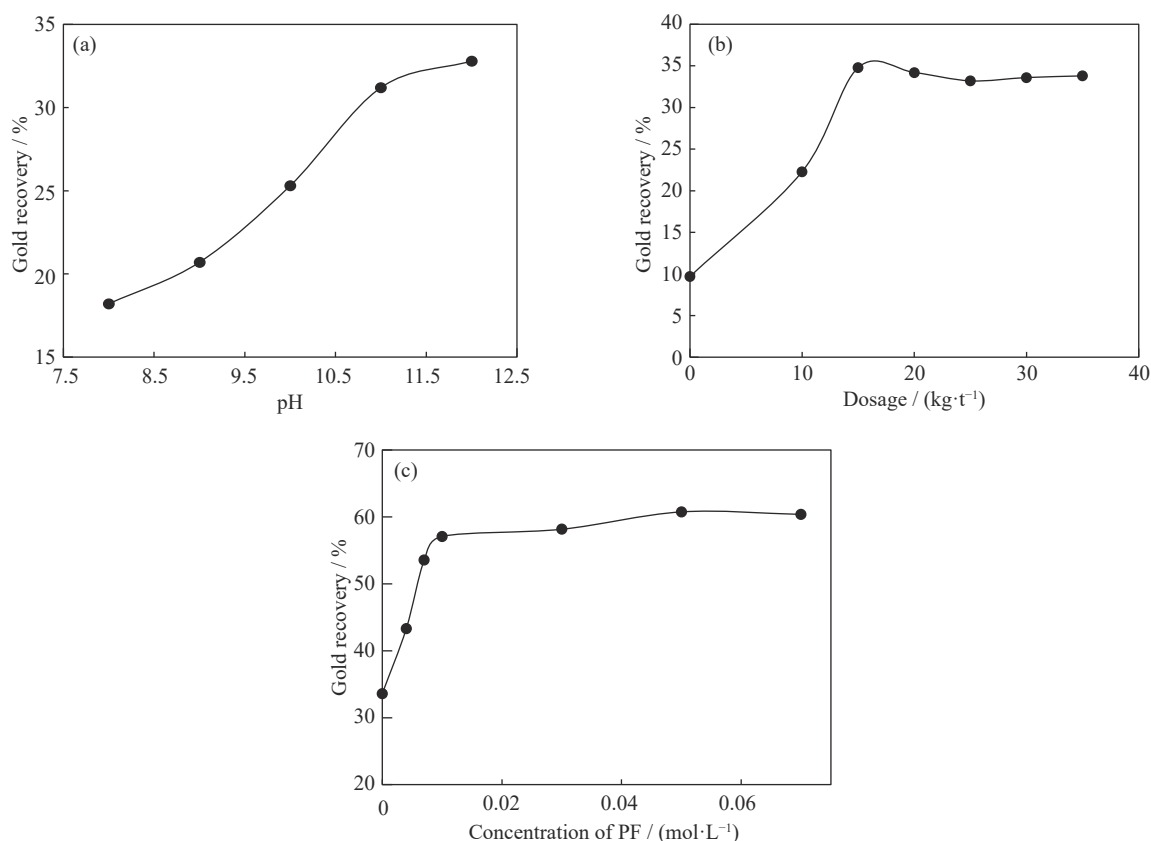 (a)
35
30
25
20
15
Gold recovery / %
7.5 8.5 9.5 10.5 11.5 12.5
pH
(b)
40
35
30
25
20
15
10
5
0
Gold recovery / %
0 10 20 30 40
Dosage / (kg·t⁻¹)
(c)
70
60
50
40
30
20
Gold recovery / %
0 0.02 0.04 0.06
Concentration of PF / (mol·L⁻¹)